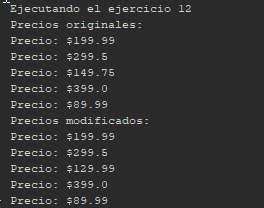 Ejecutando el ejercicio 12
Precios originales:
Precio: $199.99
Precio: $299.5
Precio: $149.75
Precio: $399.0
Precio: $89.99
Precios modificados:
Precio: $199.99
Precio: $299.5
Precio: $129.99
Precio: $399.0
Precio: $89.99